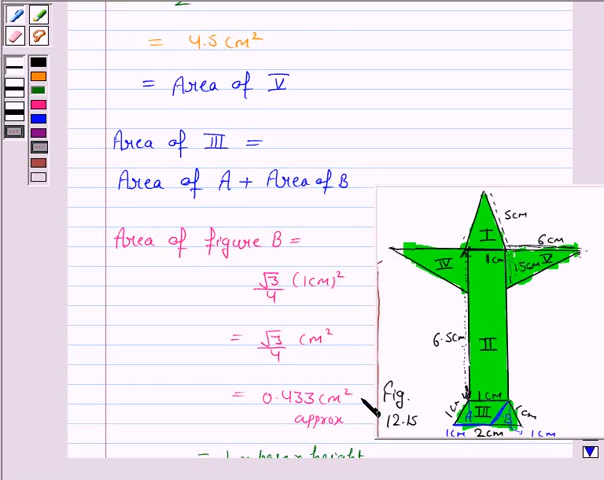 2
= 4.5 cm²
= Area of V
Area of III =
Area of A + Area of B
Area of figure B =
√3/4 (1cm)²
= √3/4 cm²
= 0.433 cm²
approx
I
5cm
6cm
IV
1cm
1.5cm
V
6.5cm
II
1cm
1cm
A
III
B
1cm
1cm
2cm
1cm
Fig.
12.15